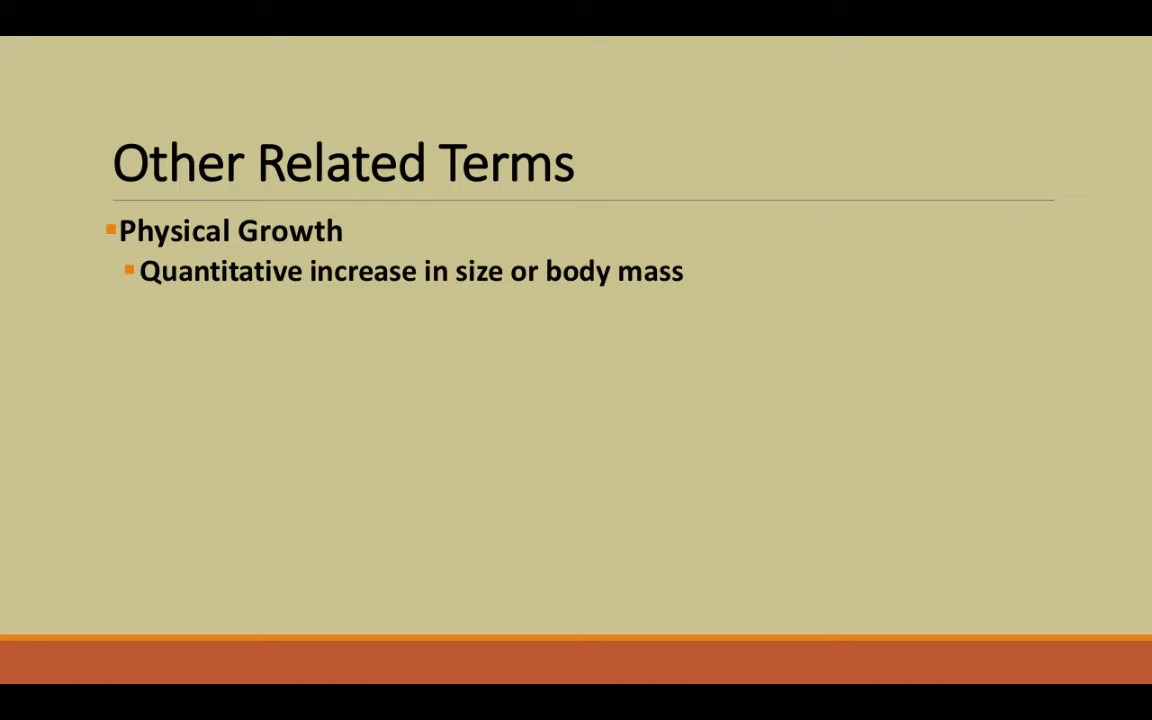 Other Related Terms
Physical Growth
Quantitative increase in size or body mass